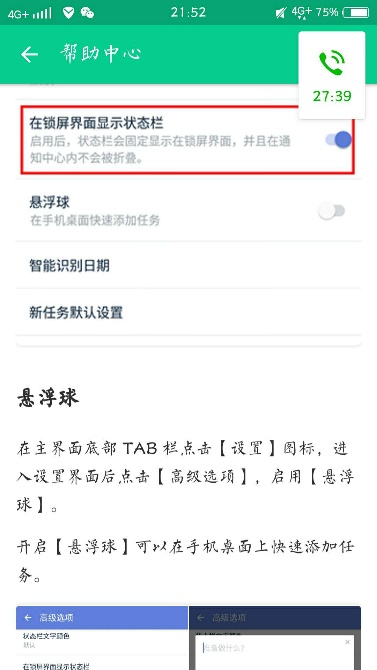 4G+ 21:52 4G+ 75%
帮助中心
27:39
在锁屏界面显示状态栏
启用后，状态栏会固定显示在锁屏界面，并且在通
知中心内不会被折叠。
悬浮球
在手机桌面快速添加任务
智能识别日期
新任务默认设置
悬浮球
在主界面底部 TAB 栏点击【设置】图标，进
入设置界面后点击【高级选项】，启用【悬浮
球】。
开启【悬浮球】可以在手机桌面上快速添加任
务。
高级选项 高级选项
状态栏文字颜色
默认
准备做什么？
在锁屏界面显示状态栏